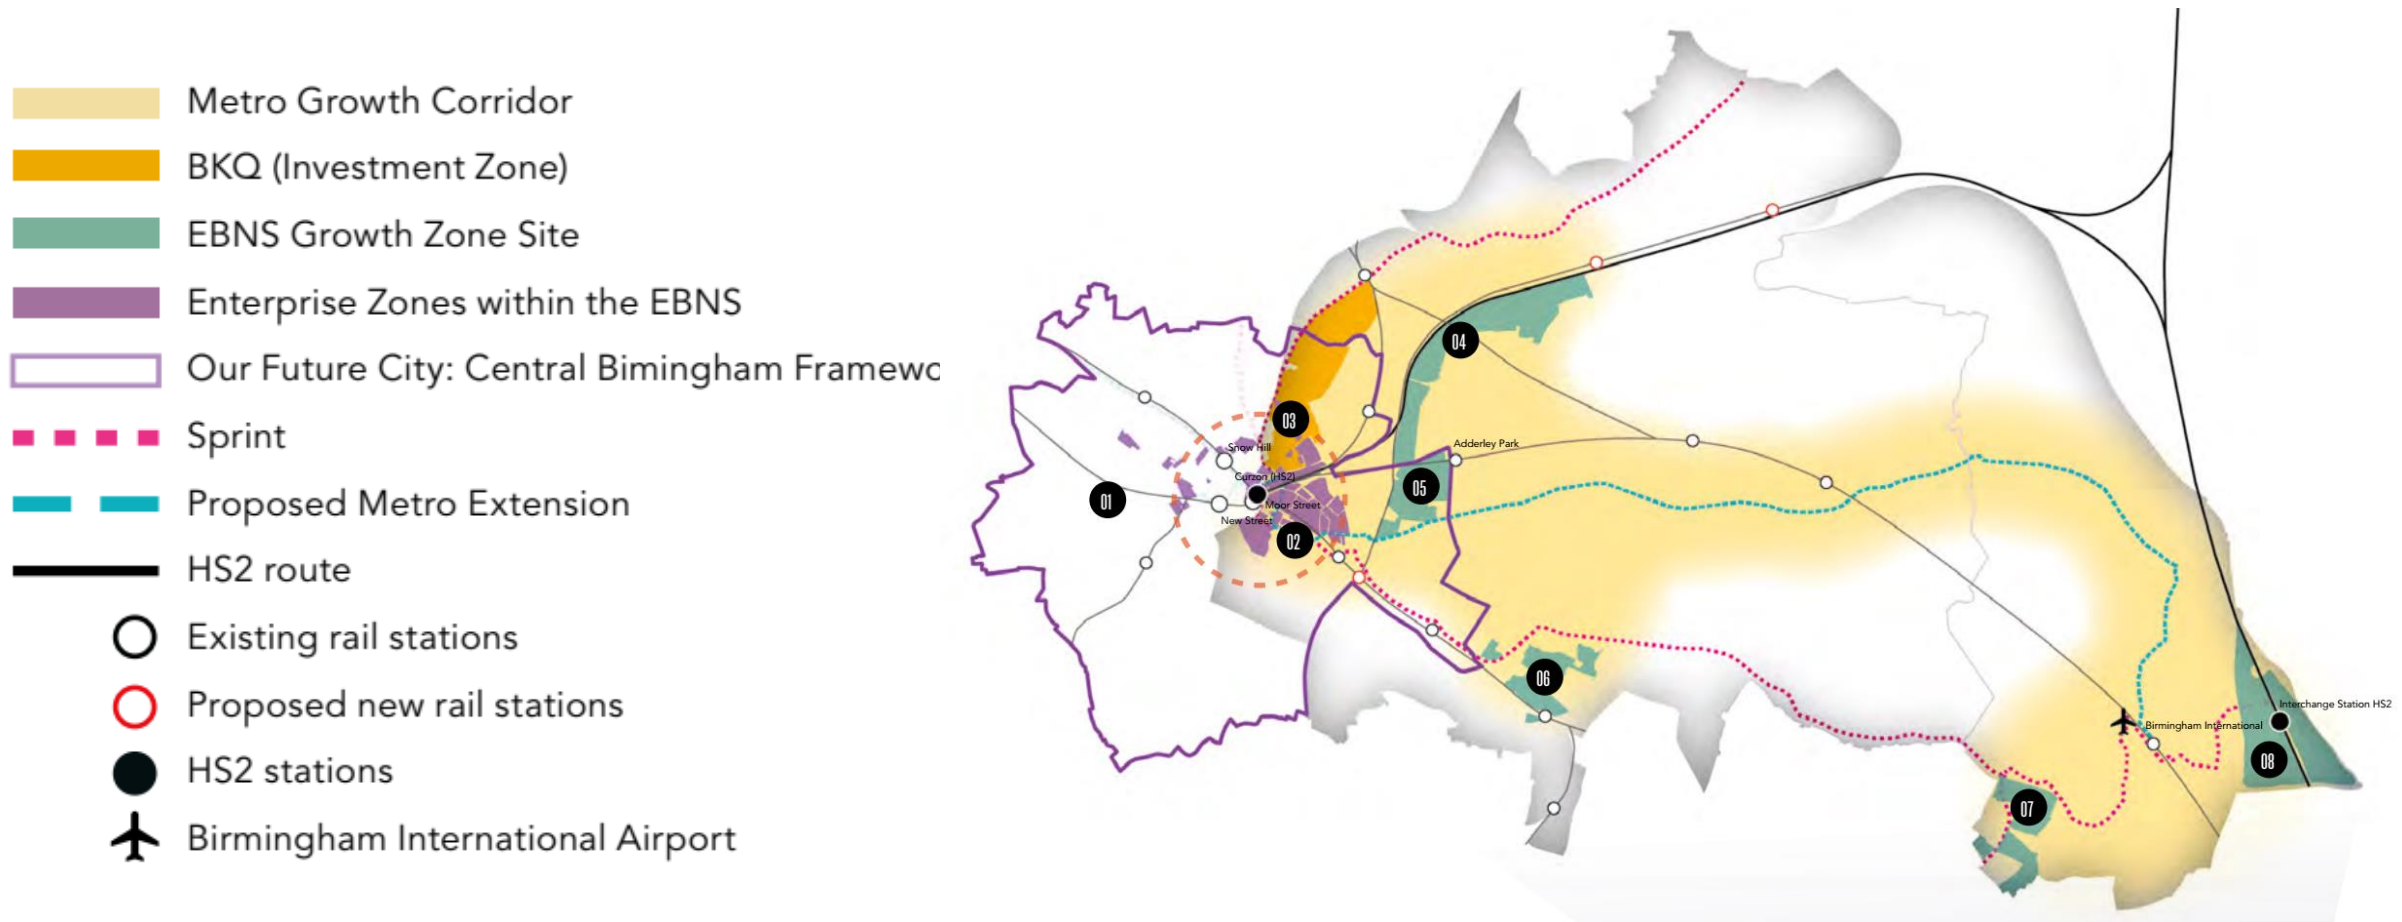 Metro Growth Corridor
BKQ (Investment Zone)
EBNS Growth Zone Site
Enterprise Zones within the EBNS
Our Future City: Central Bimingham Framewo
Sprint
Proposed Metro Extension
HS2 route
Existing rail stations
Proposed new rail stations
HS2 stations
Birmingham International Airport
04
03
Snow Hill
Adderley Park
Curzon (HS2)
05
01
Moor Street
New Street
02
06
Interchange Station HS2
Birmingham International
08
07